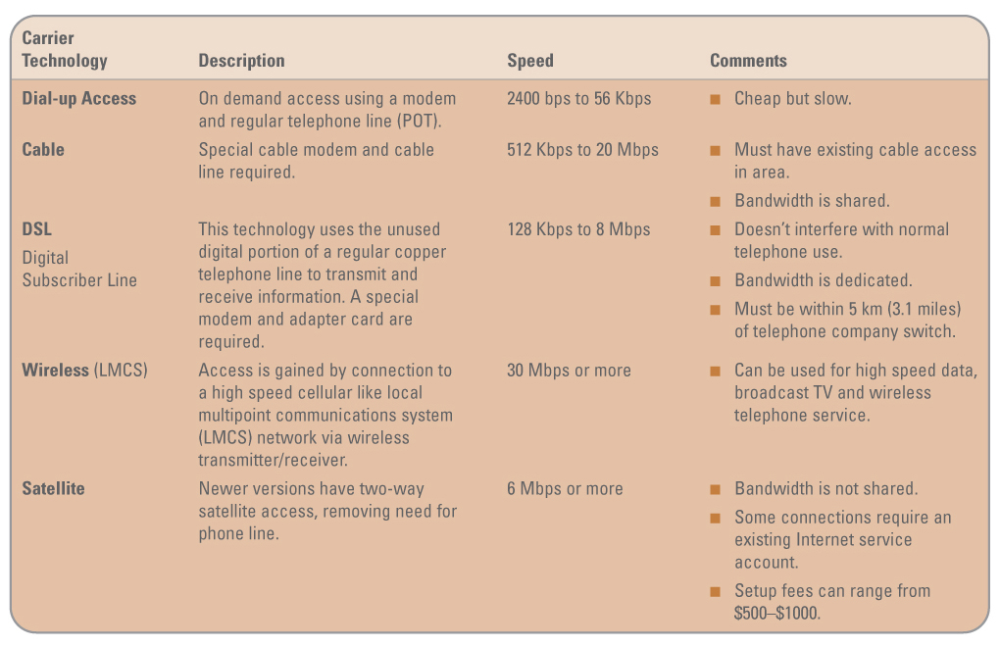 Carrier
Technology Description Speed Comments
Dial-up Access On demand access using a modem 2400 bps to 56 Kbps ■ Cheap but slow.
and regular telephone line (POT).
Cable Special cable modem and cable 512 Kbps to 20 Mbps ■ Must have existing cable access
line required. in area.
■ Bandwidth is shared.
DSL This technology uses the unused 128 Kbps to 8 Mbps ■ Doesn’t interfere with normal
digital portion of a regular copper telephone use.
Digital
Subscriber Line telephone line to transmit and ■ Bandwidth is dedicated.
receive information. A special ■ Must be within 5 km (3.1 miles)
modem and adapter card are of telephone company switch.
required.
Wireless (LMCS) Access is gained by connection to 30 Mbps or more ■ Can be used for high speed data,
a high speed cellular like local broadcast TV and wireless
multipoint communications system telephone service.
(LMCS) network via wireless
transmitter/receiver.
Satellite Newer versions have two-way 6 Mbps or more ■ Bandwidth is not shared.
satellite access, removing need for ■ Some connections require an
phone line. existing Internet service
account.
■ Setup fees can range from
$500–$1000.